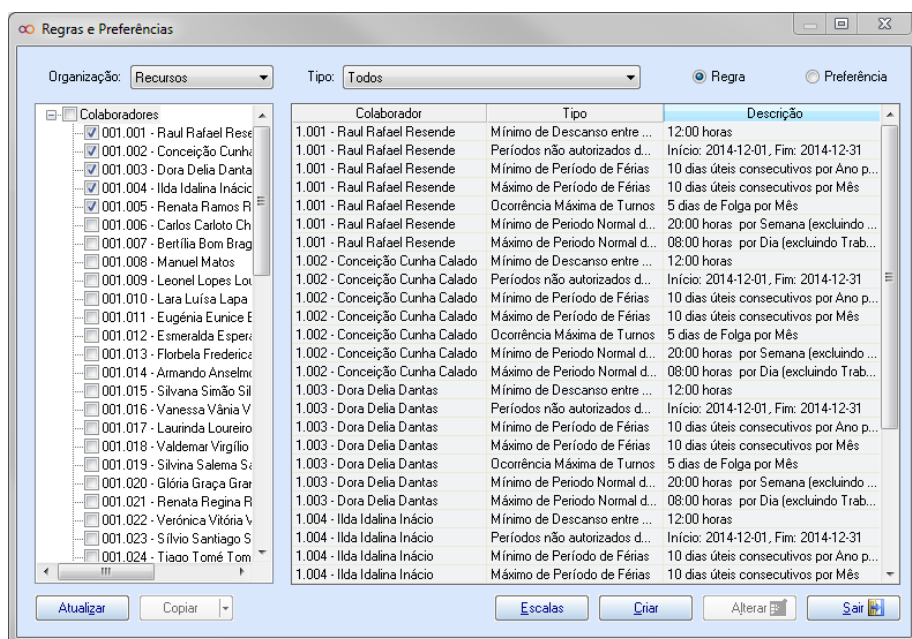 Regras e Preferências
Organização: Recursos Tipo: Todos Regra Preferência
Colaboradores
001.001 - Raul Rafael Rese
001.002 - Conceição Cunha
001.003 - Dora Delia Danta
001.004 - Ilda Idalina Inácio
001.005 - Renata Ramos R
001.006 - Carlos Carloto Ch
001.007 - Bertília Bom Brag
001.008 - Manuel Matos
001.009 - Leonel Lopes Lou
001.010 - Lara Luísa Lapa
001.011 - Eugénia Eunice E
001.012 - Esmeralda Espera
001.013 - Florbela Frederica
001.014 - Armando Anselmo
001.015 - Silvana Simão Sil
001.016 - Vanessa Vânia V
001.017 - Laurinda Loureiro
001.018 - Valdemar Virgílio
001.019 - Silvina Salema Sa
001.020 - Glória Graça Gran
001.021 - Renata Regina R
001.022 - Verónica Vitória V
001.023 - Sílvio Santiago S
001.024 - Tiago Tomé Tom
Colaborador Tipo Descrição
1.001 - Raul Rafael Resende Mínimo de Descanso entre ... 12:00 horas
1.001 - Raul Rafael Resende Períodos não autorizados d... Início: 2014-12-01, Fim: 2014-12-31
1.001 - Raul Rafael Resende Mínimo de Período de Férias 10 dias úteis consecutivos por Ano p...
1.001 - Raul Rafael Resende Máximo de Período de Férias 10 dias úteis consecutivos por Mês
1.001 - Raul Rafael Resende Ocorrência Máxima de Turnos 5 dias de Folga por Mês
1.001 - Raul Rafael Resende Mínimo de Periodo Normal d... 20:00 horas por Semana (excluindo ...
1.001 - Raul Rafael Resende Máximo de Periodo Normal d... 08:00 horas por Dia (excluindo Trab...
1.002 - Conceição Cunha Calado Mínimo de Descanso entre ... 12:00 horas
1.002 - Conceição Cunha Calado Períodos não autorizados d... Início: 2014-12-01, Fim: 2014-12-31
1.002 - Conceição Cunha Calado Mínimo de Período de Férias 10 dias úteis consecutivos por Ano p...
1.002 - Conceição Cunha Calado Máximo de Período de Férias 10 dias úteis consecutivos por Mês
1.002 - Conceição Cunha Calado Ocorrência Máxima de Turnos 5 dias de Folga por Mês
1.002 - Conceição Cunha Calado Mínimo de Periodo Normal d... 20:00 horas por Semana (excluindo ...
1.002 - Conceição Cunha Calado Máximo de Periodo Normal d... 08:00 horas por Dia (excluindo Trab...
1.003 - Dora Delia Dantas Mínimo de Descanso entre ... 12:00 horas
1.003 - Dora Delia Dantas Períodos não autorizados d... Início: 2014-12-01, Fim: 2014-12-31
1.003 - Dora Delia Dantas Mínimo de Período de Férias 10 dias úteis consecutivos por Ano p...
1.003 - Dora Delia Dantas Máximo de Período de Férias 10 dias úteis consecutivos por Mês
1.003 - Dora Delia Dantas Ocorrência Máxima de Turnos 5 dias de Folga por Mês
1.003 - Dora Delia Dantas Mínimo de Periodo Normal d... 20:00 horas por Semana (excluindo ...
1.003 - Dora Delia Dantas Máximo de Periodo Normal d... 08:00 horas por Dia (excluindo Trab...
1.004 - Ilda Idalina Inácio Mínimo de Descanso entre ... 12:00 horas
1.004 - Ilda Idalina Inácio Períodos não autorizados d... Início: 2014-12-01, Fim: 2014-12-31
1.004 - Ilda Idalina Inácio Mínimo de Período de Férias 10 dias úteis consecutivos por Ano p...
1.004 - Ilda Idalina Inácio Máximo de Período de Férias 10 dias úteis consecutivos por Mês
Atualizar Copiar Escalas Criar Alterar Sair